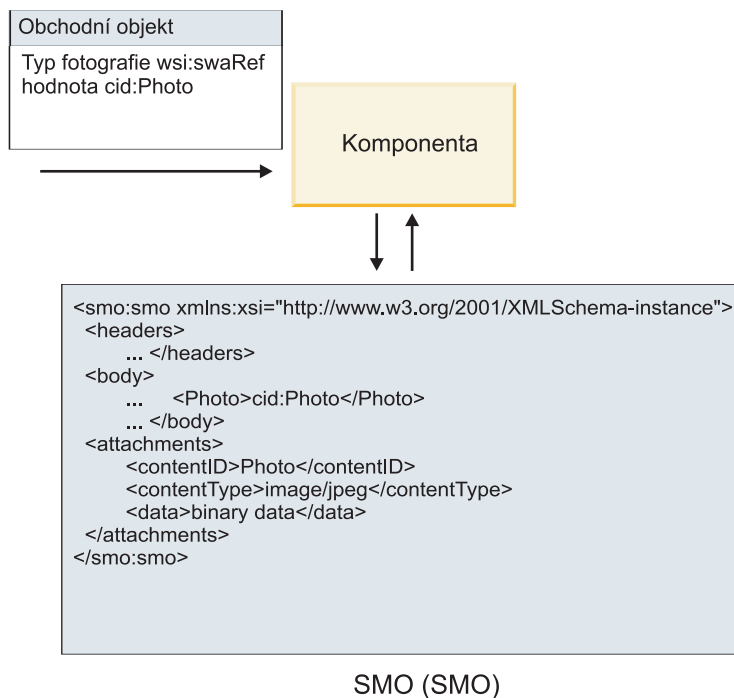 Obchodní objekt
Typ fotografie wsi:swaRef
hodnota cid:Photo
Komponenta
<smo:smo xmlns:xsi="http://www.w3.org/2001/XMLSchema-instance">
<headers>
... </headers>
<body>
... <Photo>cid:Photo</Photo>
... </body>
<attachments>
<contentID>Photo</contentID>
<contentType>image/jpeg</contentType>
<data>binary data</data>
</attachments>
</smo:smo>
SMO (SMO)